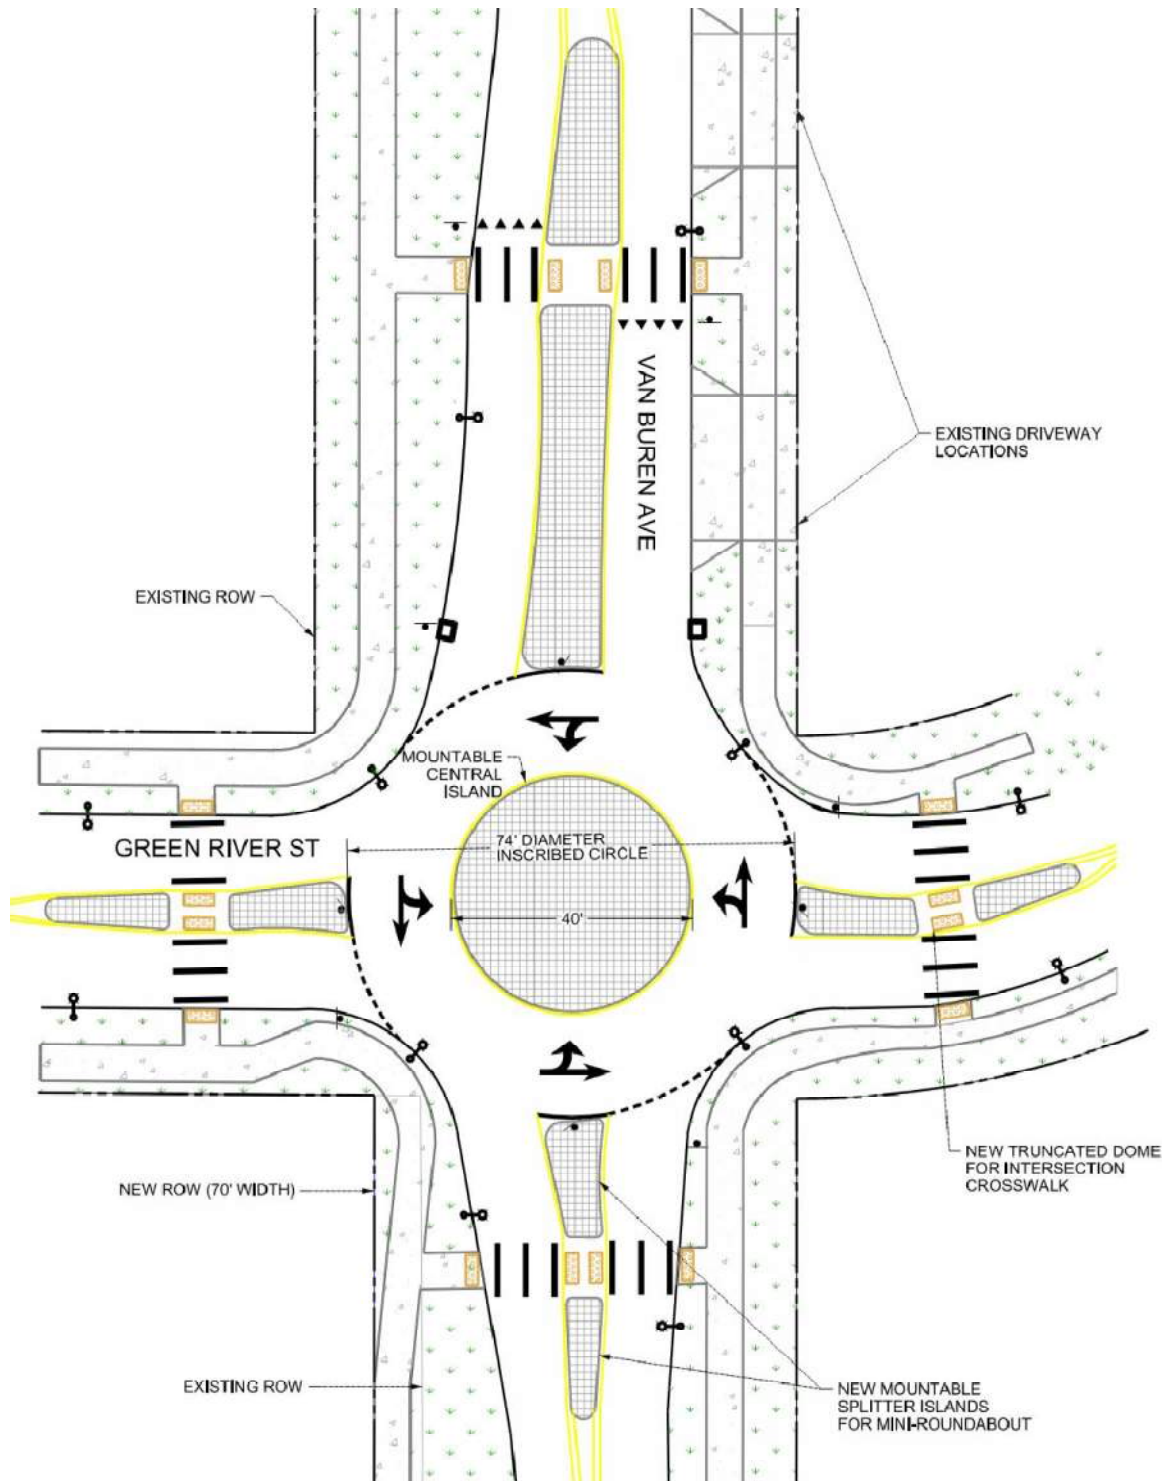 VAN BUREN AVE
EXISTING DRIVEWAY
LOCATIONS
EXISTING ROW
MOUNTABLE
CENTRAL
ISLAND
74' DIAMETER
INSCRIBED CIRCLE
GREEN RIVER ST
40'
NEW TRUNCATED DOME
FOR INTERSECTION
CROSSWALK
NEW ROW (70' WIDTH)
EXISTING ROW
NEW MOUNTABLE
SPLITTER ISLANDS
FOR MINI-ROUNDABOUT